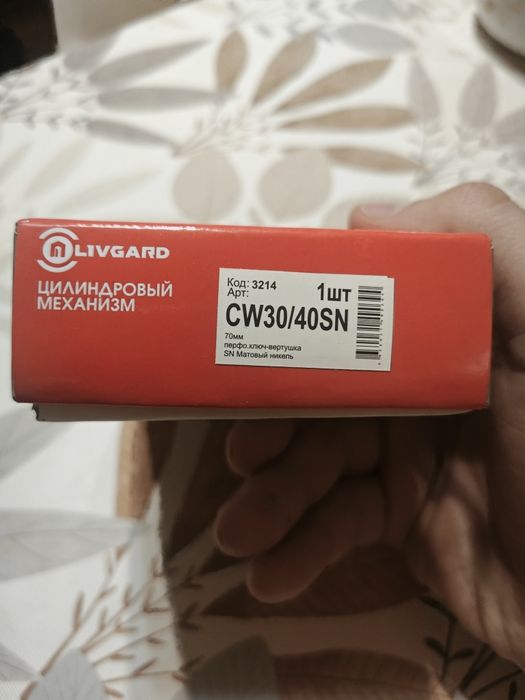 LIVGARD
ЦИЛИНДРОВЫЙ
МЕХАНИЗМ
Код: 3214
Арт:
1шт
CW30/40SN
70мм
перфо.ключ-вертушка
SN Матовый никель